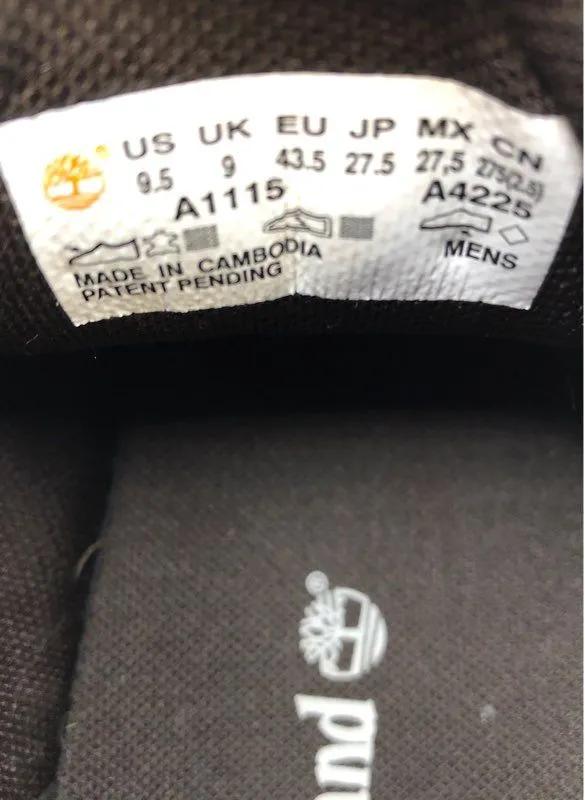 US UK EU JP MX CN
9.5 9 43.5 27.5 27,5 275(2.5)
A1115 A4225
MENS
MADE IN CAMBODIA
PATENT PENDING
®
and